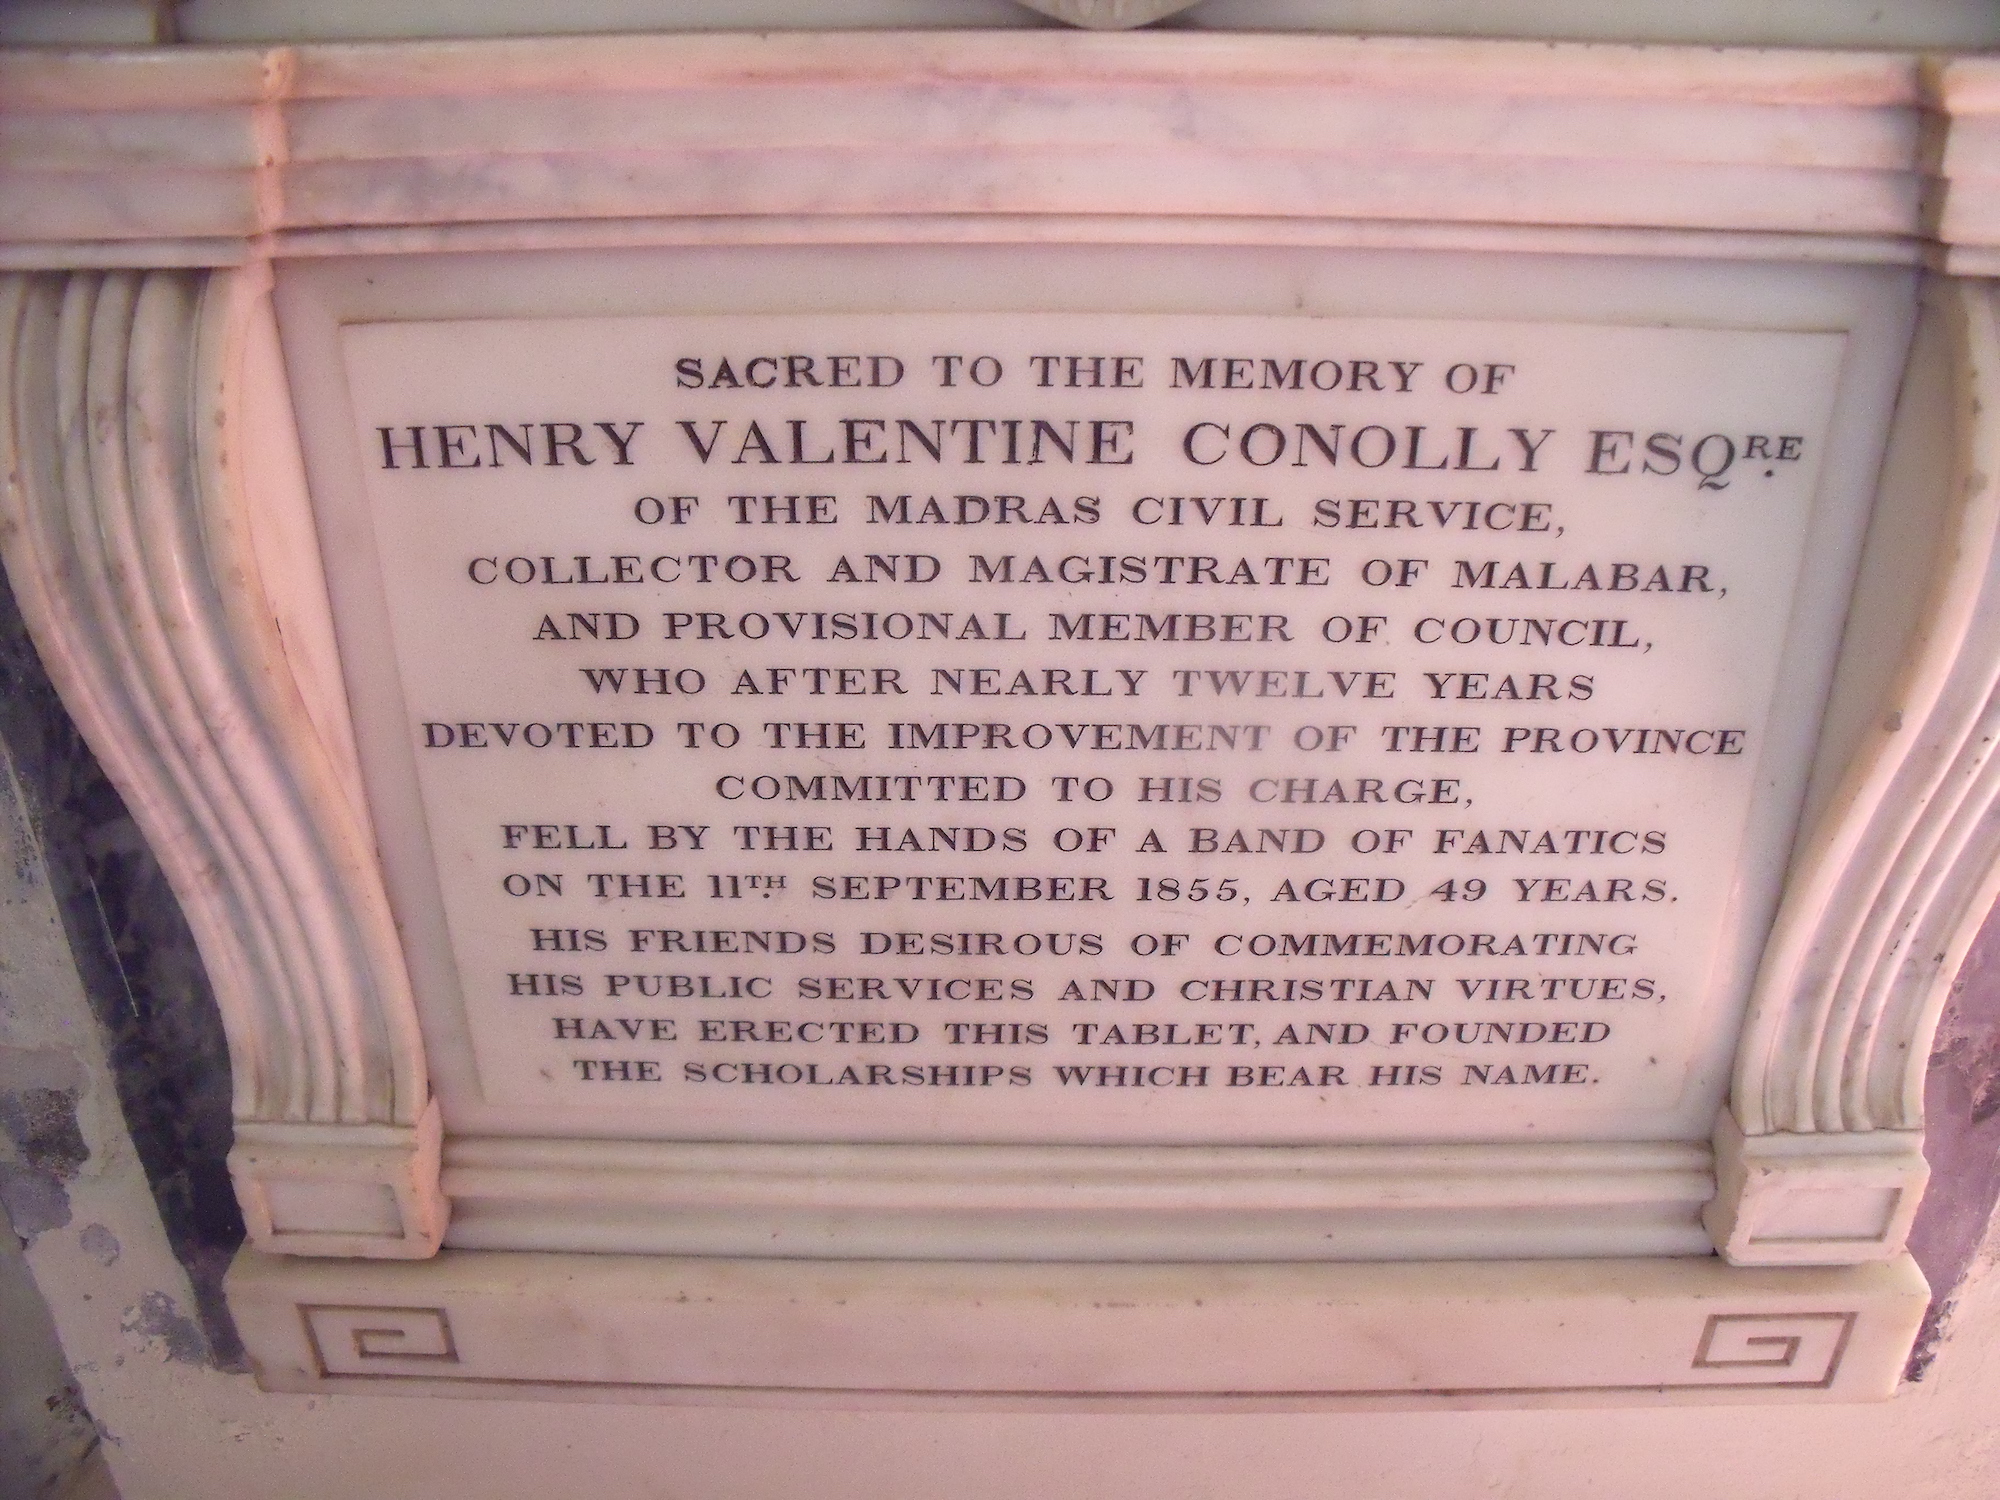 SACRED TO THE MEMORY OF
HENRY VALENTINE CONOLLY ESQRE.
OF THE MADRAS CIVIL SERVICE,
COLLECTOR AND MAGISTRATE OF MALABAR,
AND PROVISIONAL MEMBER OF COUNCIL,
WHO AFTER NEARLY TWELVE YEARS
DEVOTED TO THE IMPROVEMENT OF THE PROVINCE
COMMITTED TO HIS CHARGE,
FELL BY THE HANDS OF A BAND OF FANATICS
ON THE 11TH. SEPTEMBER 1855, AGED 49 YEARS.
HIS FRIENDS DESIROUS OF COMMEMORATING
HIS PUBLIC SERVICES AND CHRISTIAN VIRTUES,
HAVE ERECTED THIS TABLET, AND FOUNDED
THE SCHOLARSHIPS WHICH BEAR HIS NAME.